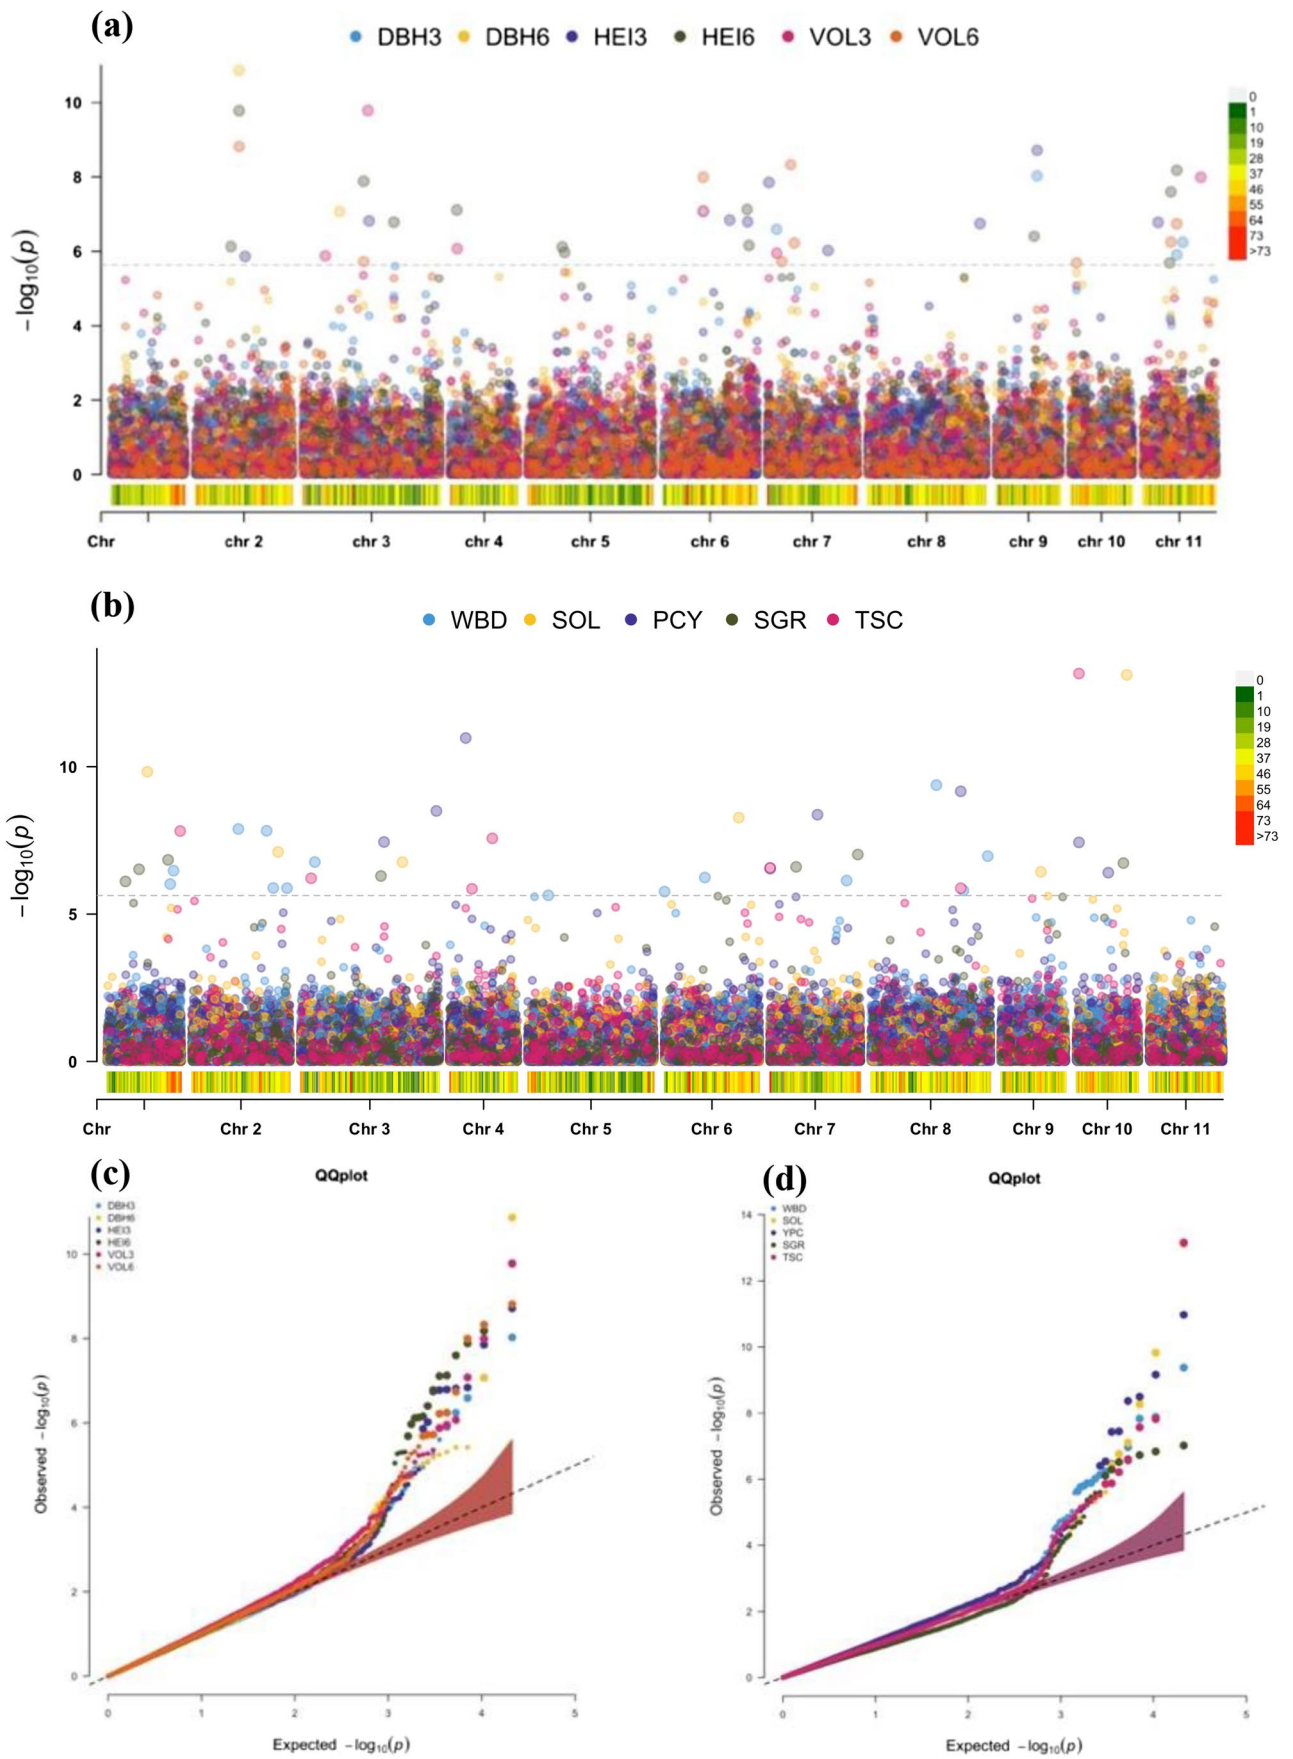 (a)
DBH3 DBH6 HEI3 HEI6 VOL3 VOL6
10
8
6
4
2
0
−log10(p)
0
1
10
19
28
37
46
55
64
73
>73
Chr chr 2 chr 3 chr 4 chr 5 chr 6 chr 7 chr 8 chr 9 chr 10 chr 11
(b)
WBD SOL PCY SGR TSC
10
5
0
−log10(p)
0
1
10
19
28
37
46
55
64
73
>73
Chr Chr 2 Chr 3 Chr 4 Chr 5 Chr 6 Chr 7 Chr 8 Chr 9 Chr 10 Chr 11
(c)
QQplot
DBH3
DBH6
HEI3
HEI6
VOL3
VOL6
10
8
6
4
2
0
Observed −log10(p)
0 1 2 3 4 5
Expected −log10(p)
(d)
QQplot
WBD
SOL
YPC
SGR
TSC
14
12
10
8
6
4
2
0
Observed −log10(p)
0 1 2 3 4 5
Expected −log10(p)